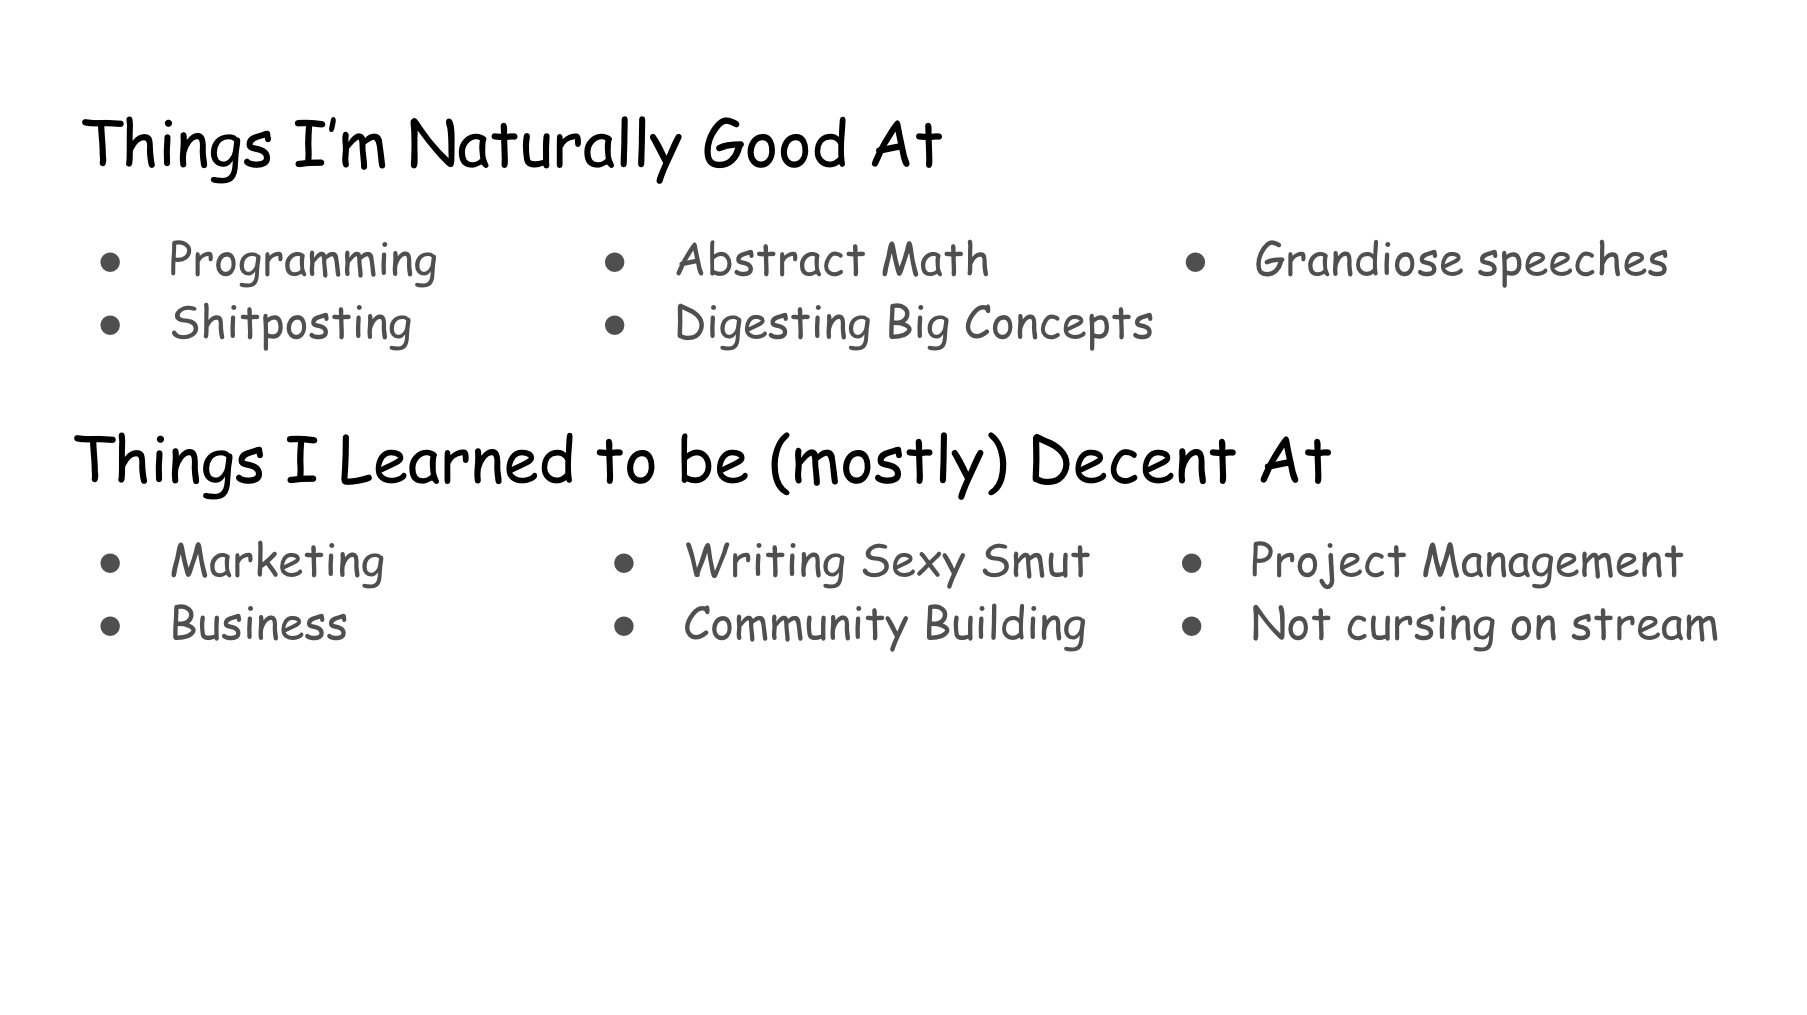 Things I’m Naturally Good At
● Programming ● Abstract Math ● Grandiose speeches
● Shitposting ● Digesting Big Concepts
Things I Learned to be (mostly) Decent At
● Marketing ● Writing Sexy Smut ● Project Management
● Business ● Community Building ● Not cursing on stream